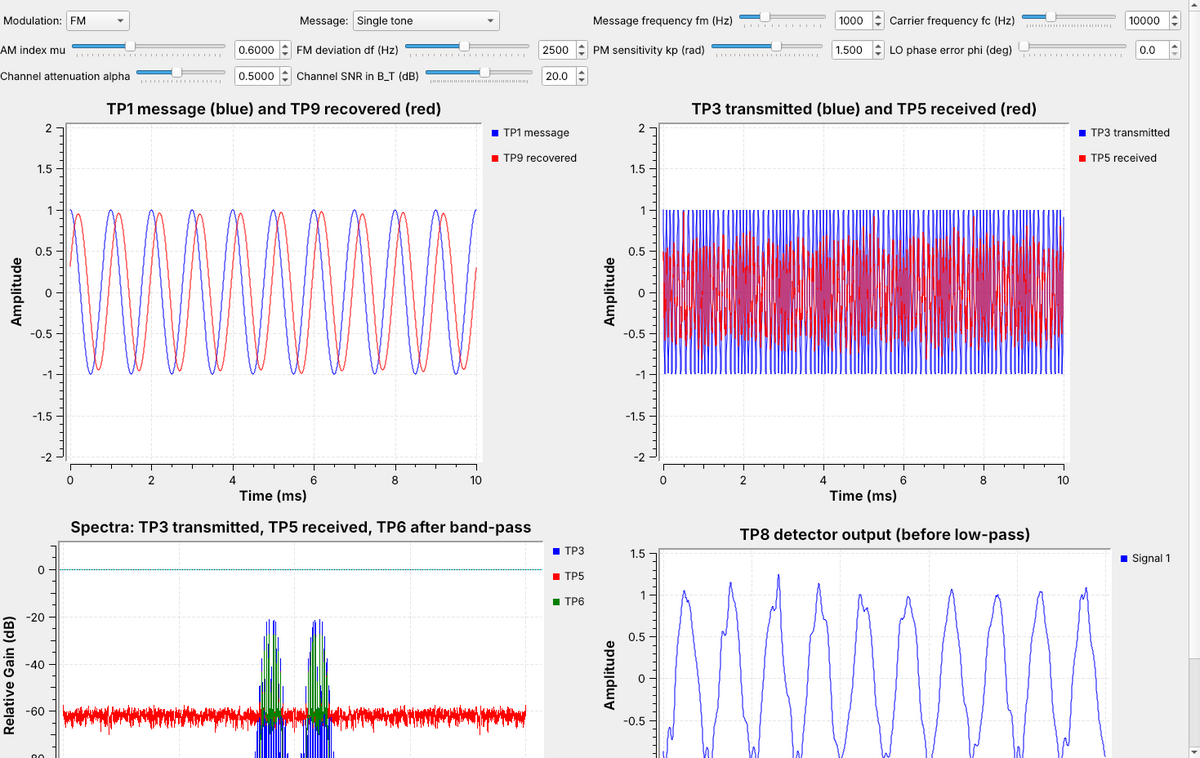 Modulation: FM Message: Single tone Message frequency fm (Hz) 1000 Carrier frequency fc (Hz) 10000
AM index mu 0.6000 FM deviation df (Hz) 2500 PM sensitivity kp (rad) 1.500 LO phase error phi (deg) 0.0
Channel attenuation alpha 0.5000 Channel SNR in B_T (dB) 20.0
TP1 message (blue) and TP9 recovered (red)
2
1.5
1
0.5
0
-0.5
-1
-1.5
-2
Amplitude
0 2 4 6 8 10
Time (ms)
TP1 message
TP9 recovered
TP3 transmitted (blue) and TP5 received (red)
2
1.5
1
0.5
0
-0.5
-1
-1.5
-2
Amplitude
0 2 4 6 8 10
Time (ms)
TP3 transmitted
TP5 received
Spectra: TP3 transmitted, TP5 received, TP6 after band-pass
0
-20
-40
-60
Relative Gain (dB)
TP3
TP5
TP6
TP8 detector output (before low-pass)
1.5
1
0.5
0
-0.5
Amplitude
Signal 1